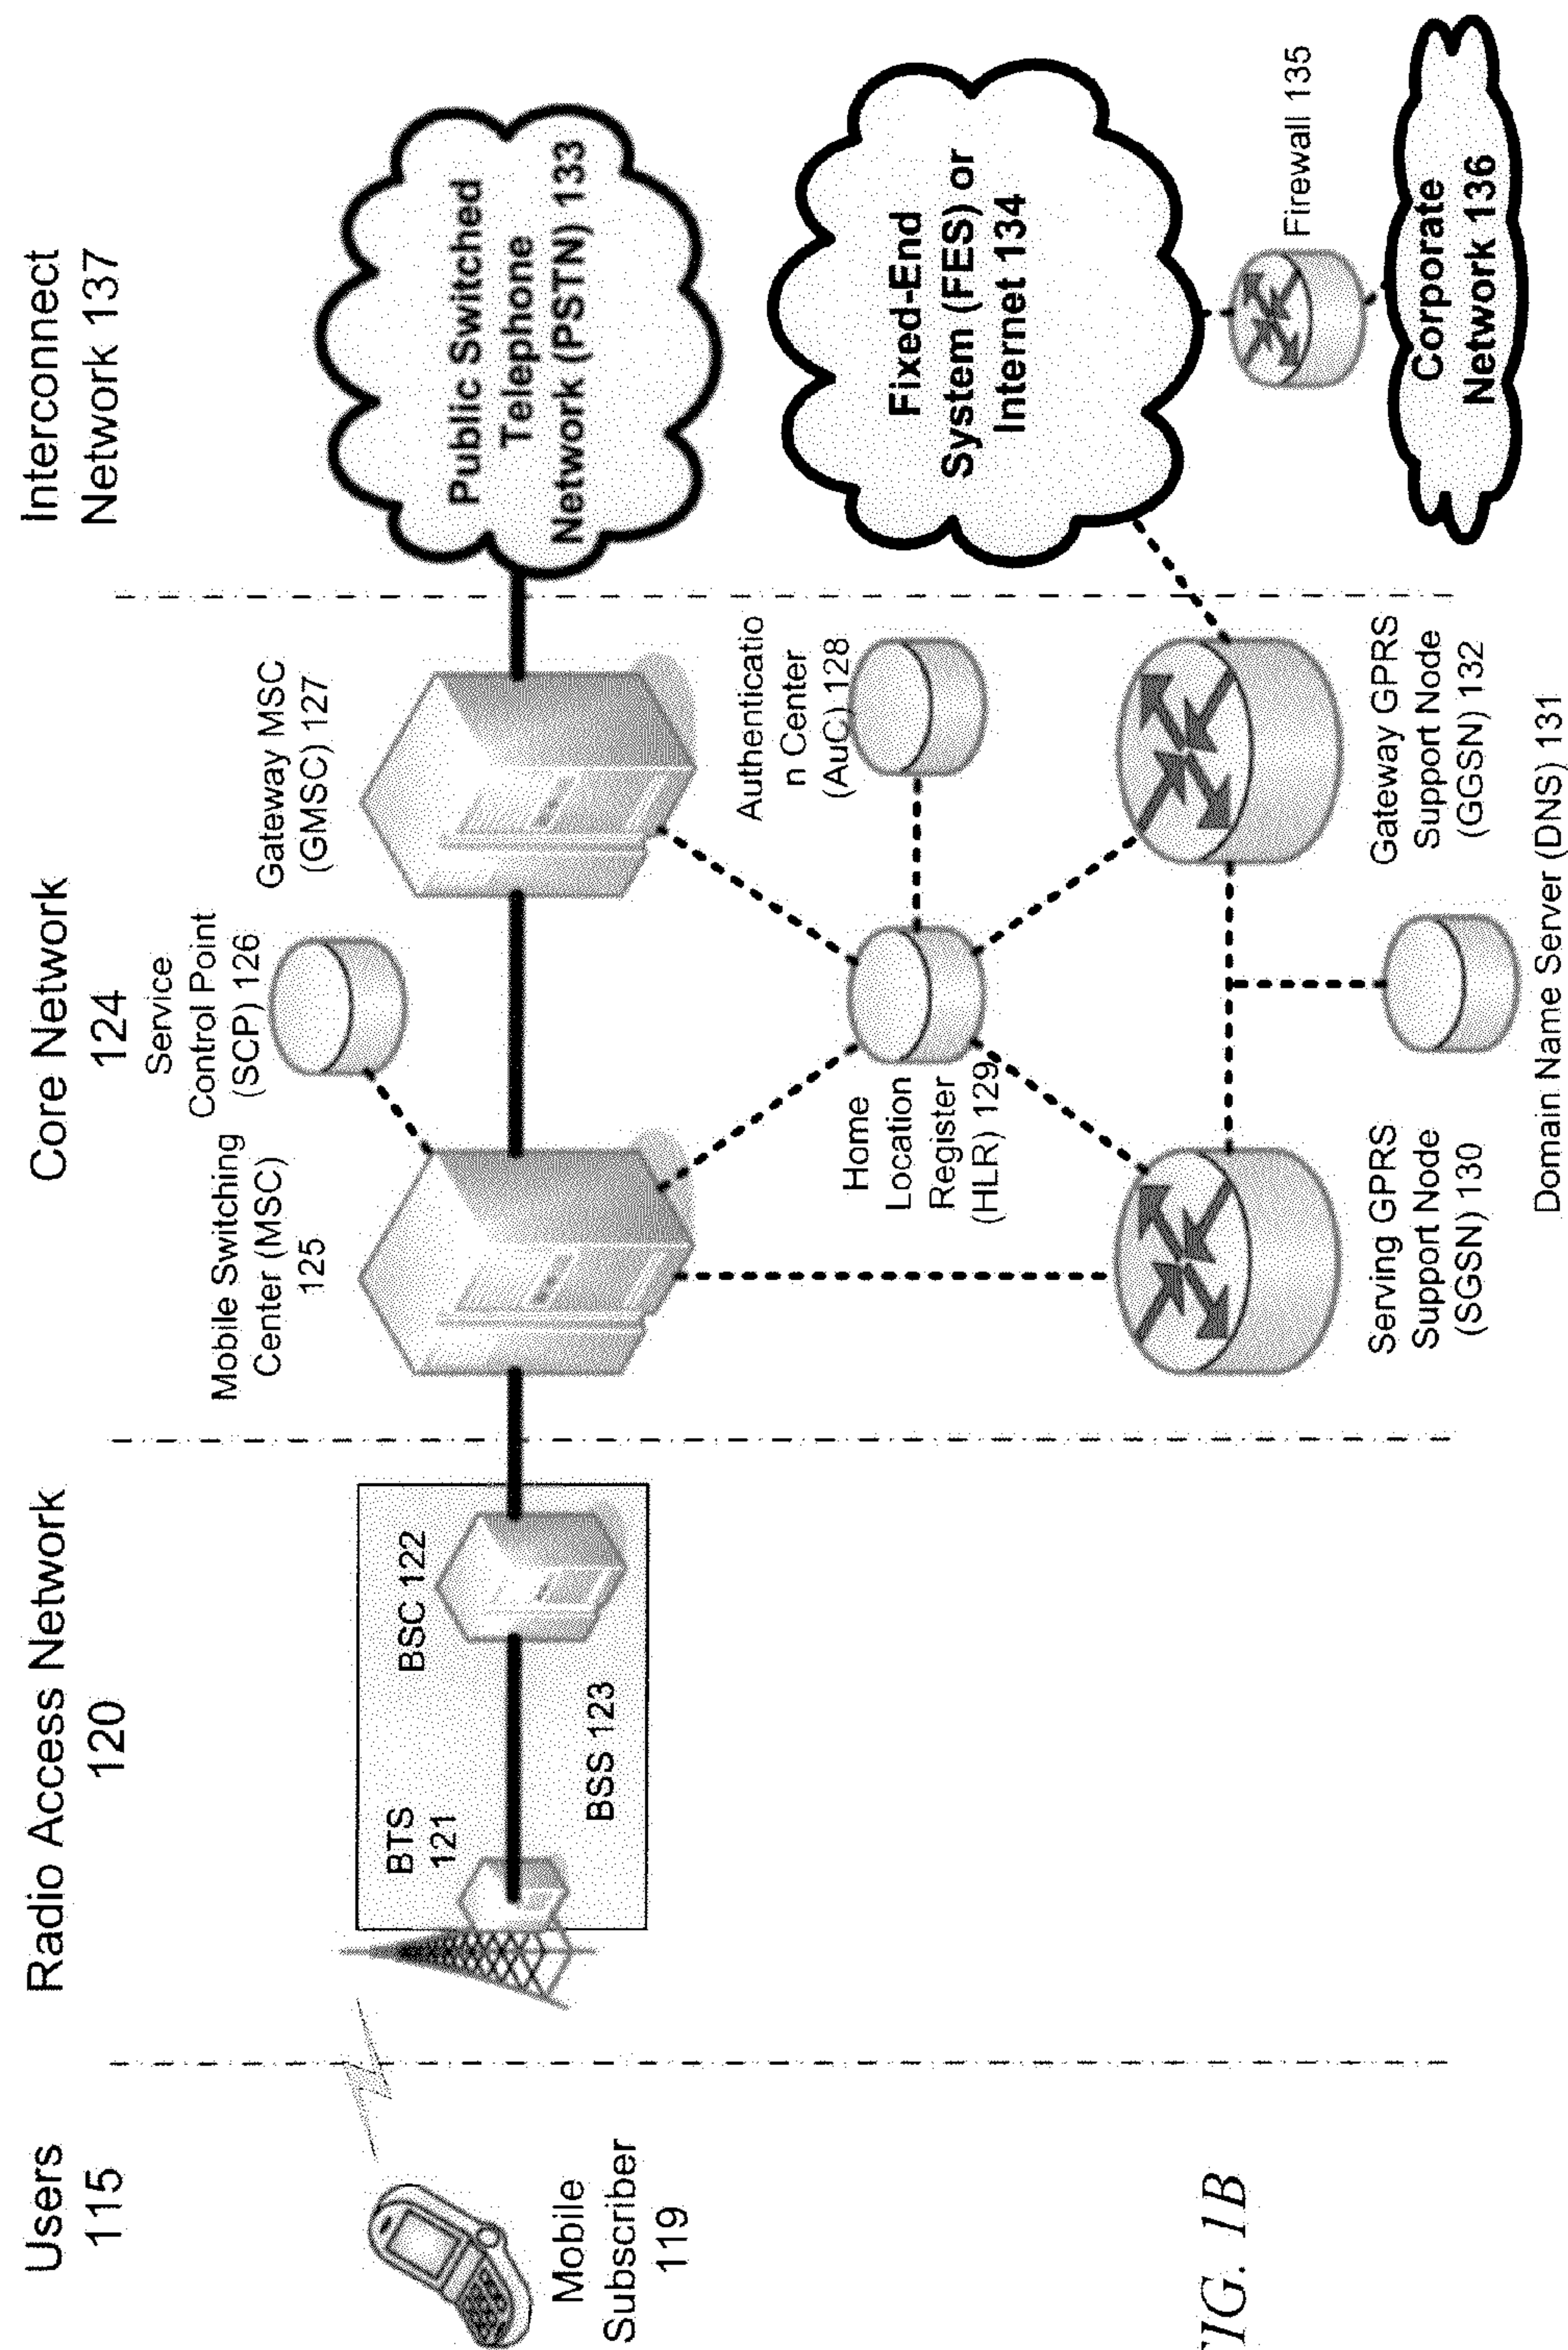 Users
115
Radio Access Network
120
Core Network
124
Interconnect
Network 137
Mobile
Subscriber
119
BTS
121
BSC 122
BSS 123
Mobile Switching
Center (MSC)
125
Service
Control Point
(SCP) 126
Gateway MSC
(GMSC) 127
Public Switched
Telephone
Network (PSTN) 133
Home
Location
Register
(HLR) 129
Authenticatio
n Center
(AuC) 128
Fixed-End
System (FES) or
Internet 134
Serving GPRS
Support Node
(SGSN) 130
Gateway GPRS
Support Node
(GGSN) 132
Domain Name Server (DNS) 131
Firewall 135
Corporate
Network 136
FIG. 1B